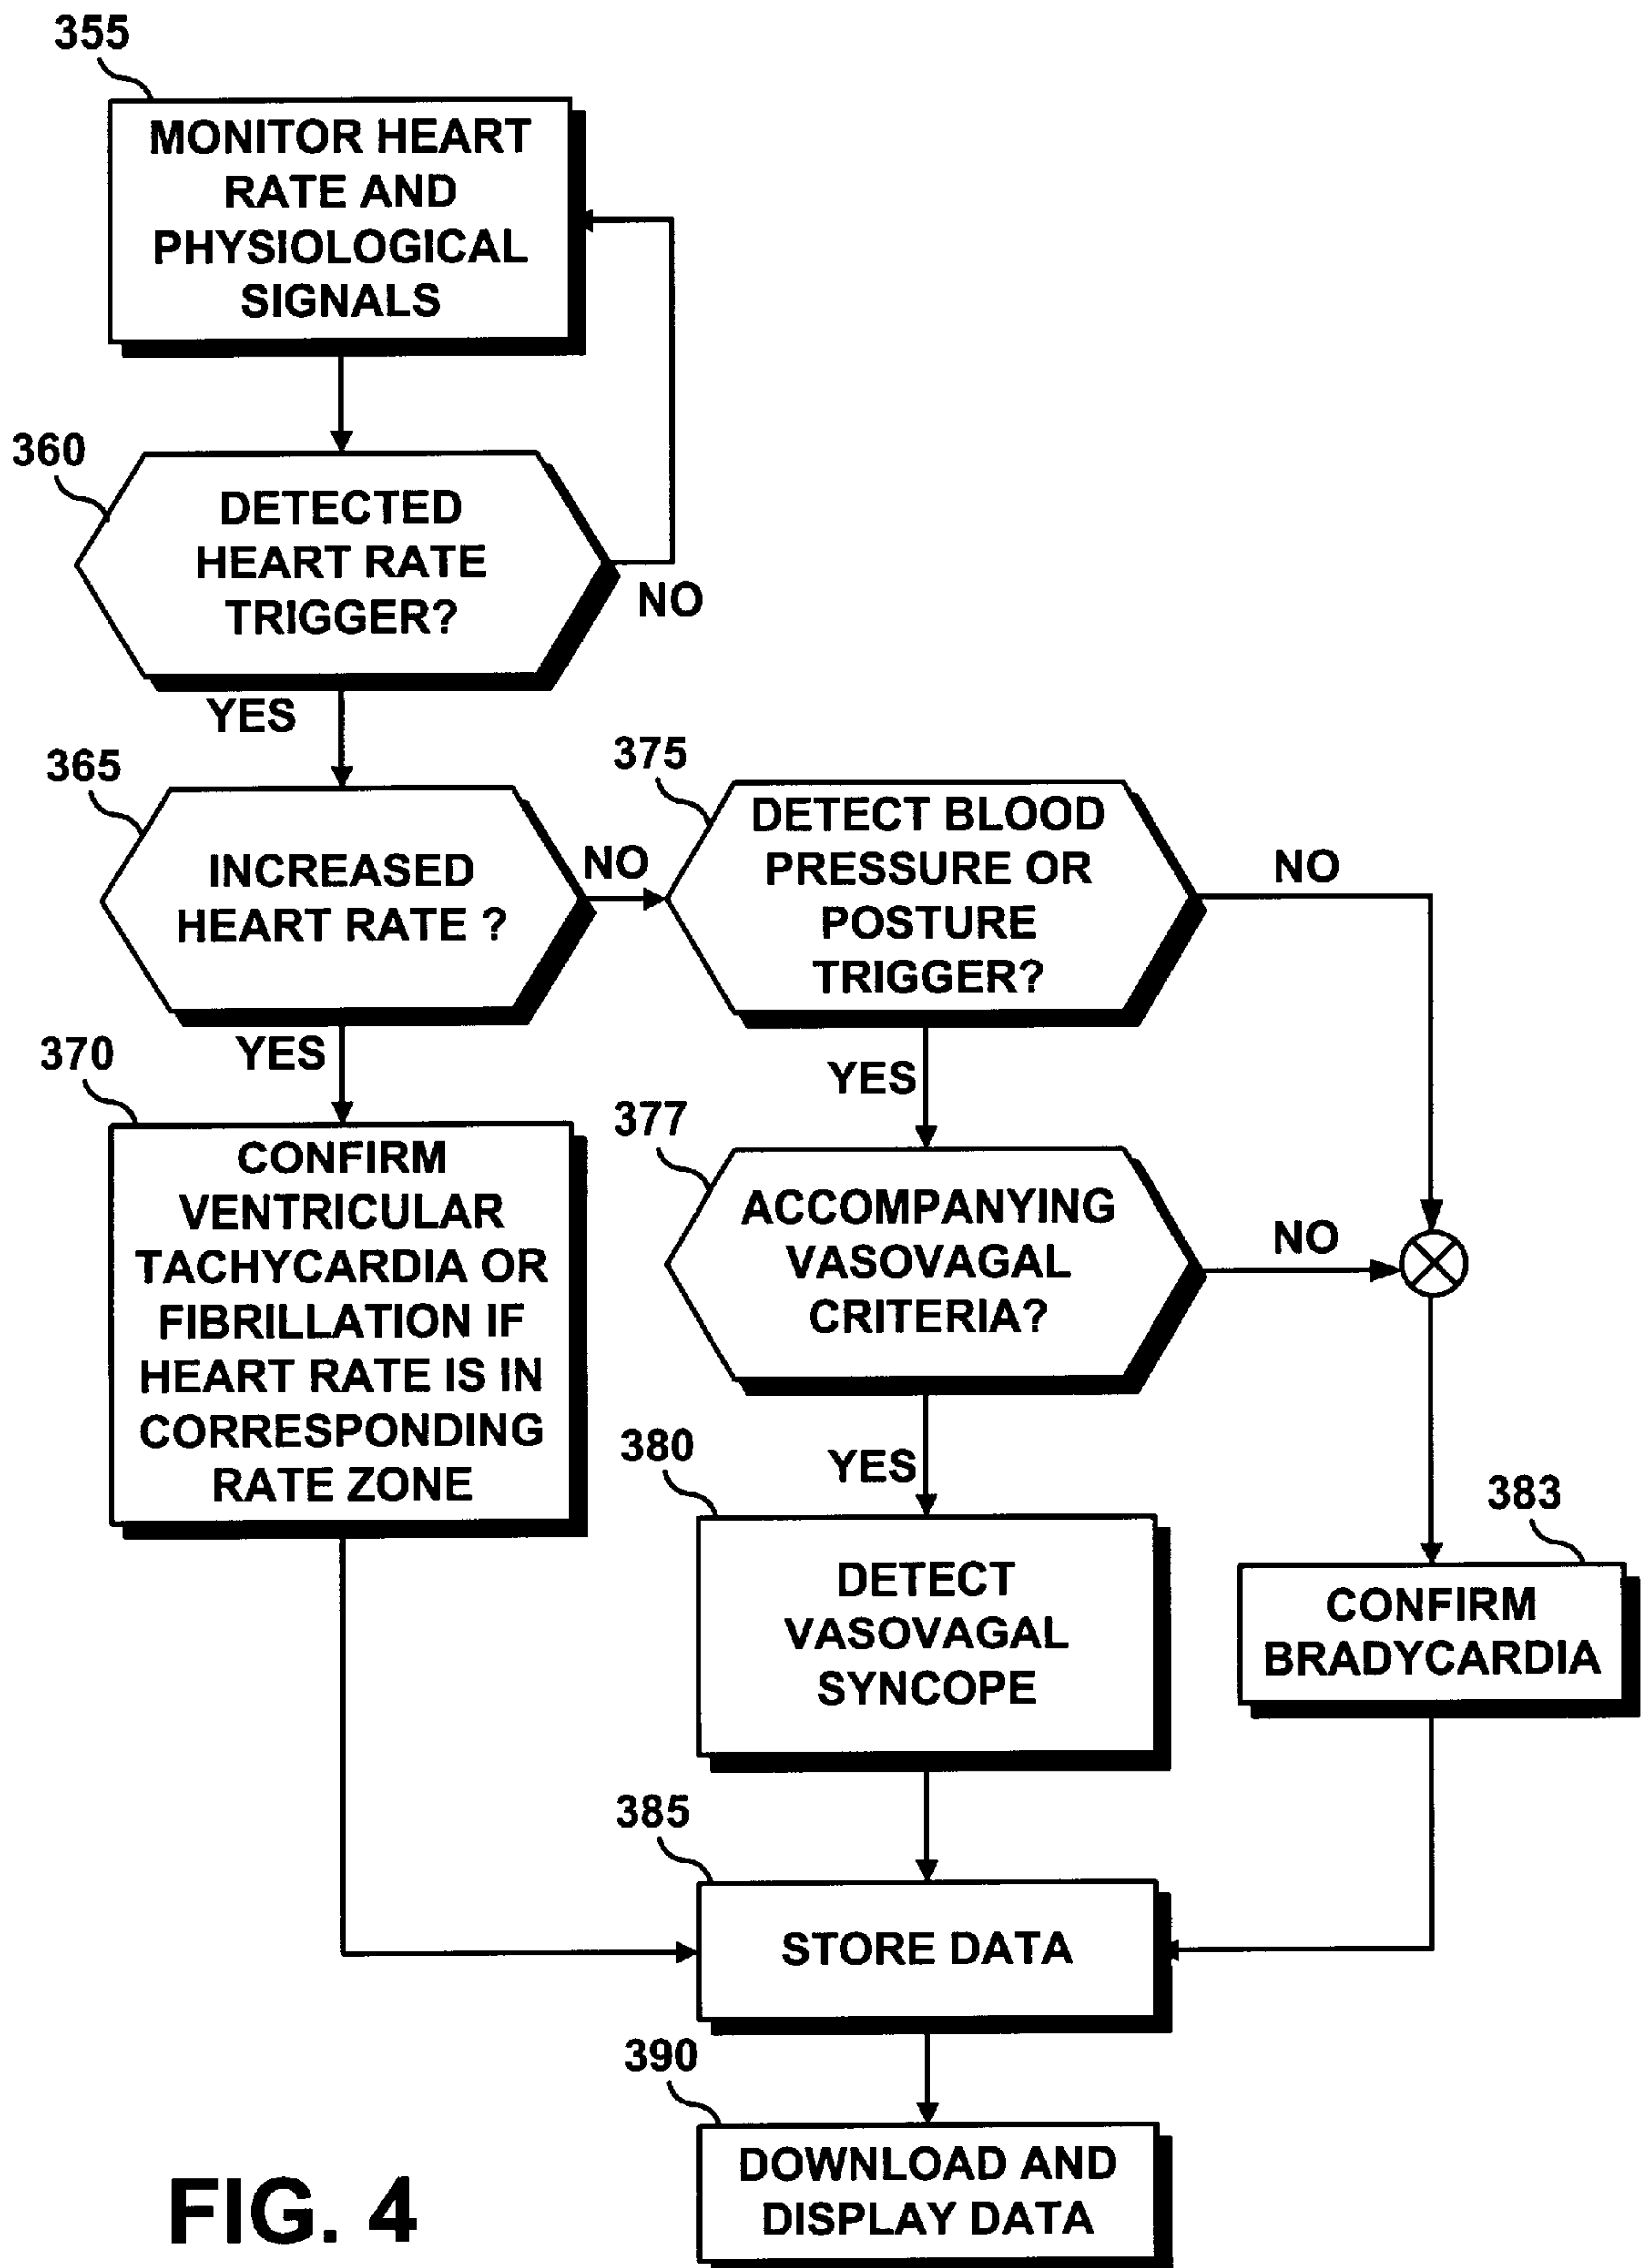 355
MONITOR HEART
RATE AND
PHYSIOLOGICAL
SIGNALS
360
DETECTED
HEART RATE
TRIGGER?
NO
YES
365
INCREASED
HEART RATE ?
NO
375
DETECT BLOOD
PRESSURE OR
POSTURE
TRIGGER?
NO
YES
370
CONFIRM
VENTRICULAR
TACHYCARDIA OR
FIBRILLATION IF
HEART RATE IS IN
CORRESPONDING
RATE ZONE
YES
377
ACCOMPANYING
VASOVAGAL
CRITERIA?
NO
YES
380
DETECT
VASOVAGAL
SYNCOPE
383
CONFIRM
BRADYCARDIA
385
STORE DATA
390
DOWNLOAD AND
DISPLAY DATA
FIG. 4